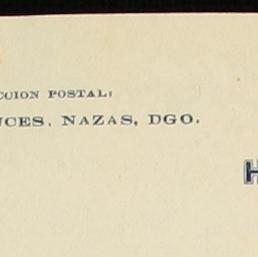 CCION POSTAL:
NCES. NAZAS, DGO.
H